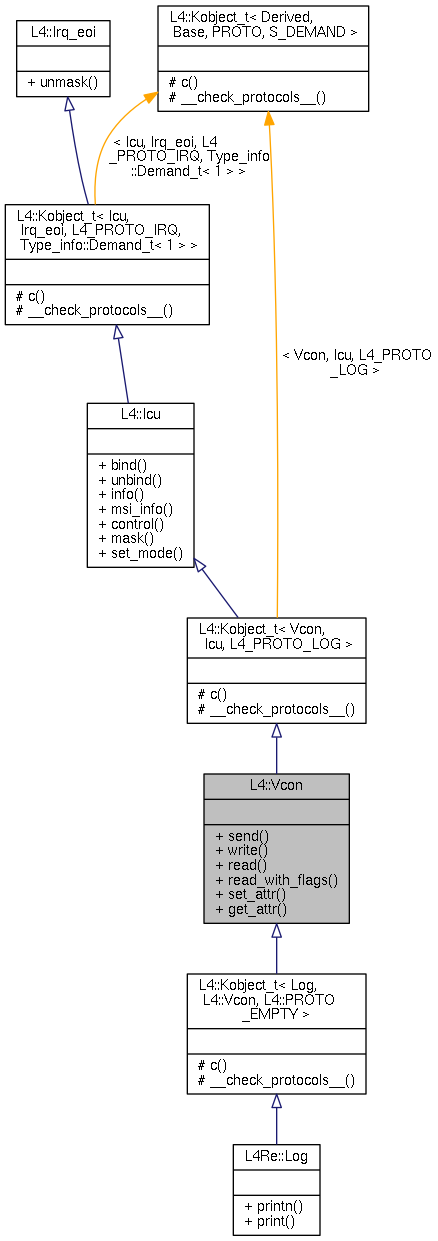 L4::Irq_eoi
+ unmask()
L4::Kobject_t< Derived,
Base, PROTO, S_DEMAND >
# c()
# __check_protocols__()
< Icu, Irq_eoi, L4
_PROTO_IRQ, Type_info
::Demand_t< 1 > >
L4::Kobject_t< Icu,
Irq_eoi, L4_PROTO_IRQ,
Type_info::Demand_t< 1 > >
# c()
# __check_protocols__()
< Vcon, Icu, L4_PROTO
_LOG >
L4::Icu
+ bind()
+ unbind()
+ info()
+ msi_info()
+ control()
+ mask()
+ set_mode()
L4::Kobject_t< Vcon,
Icu, L4_PROTO_LOG >
# c()
# __check_protocols__()
L4::Vcon
+ send()
+ write()
+ read()
+ read_with_flags()
+ set_attr()
+ get_attr()
L4::Kobject_t< Log,
L4::Vcon, L4::PROTO
_EMPTY >
# c()
# __check_protocols__()
L4Re::Log
+ printn()
+ print()